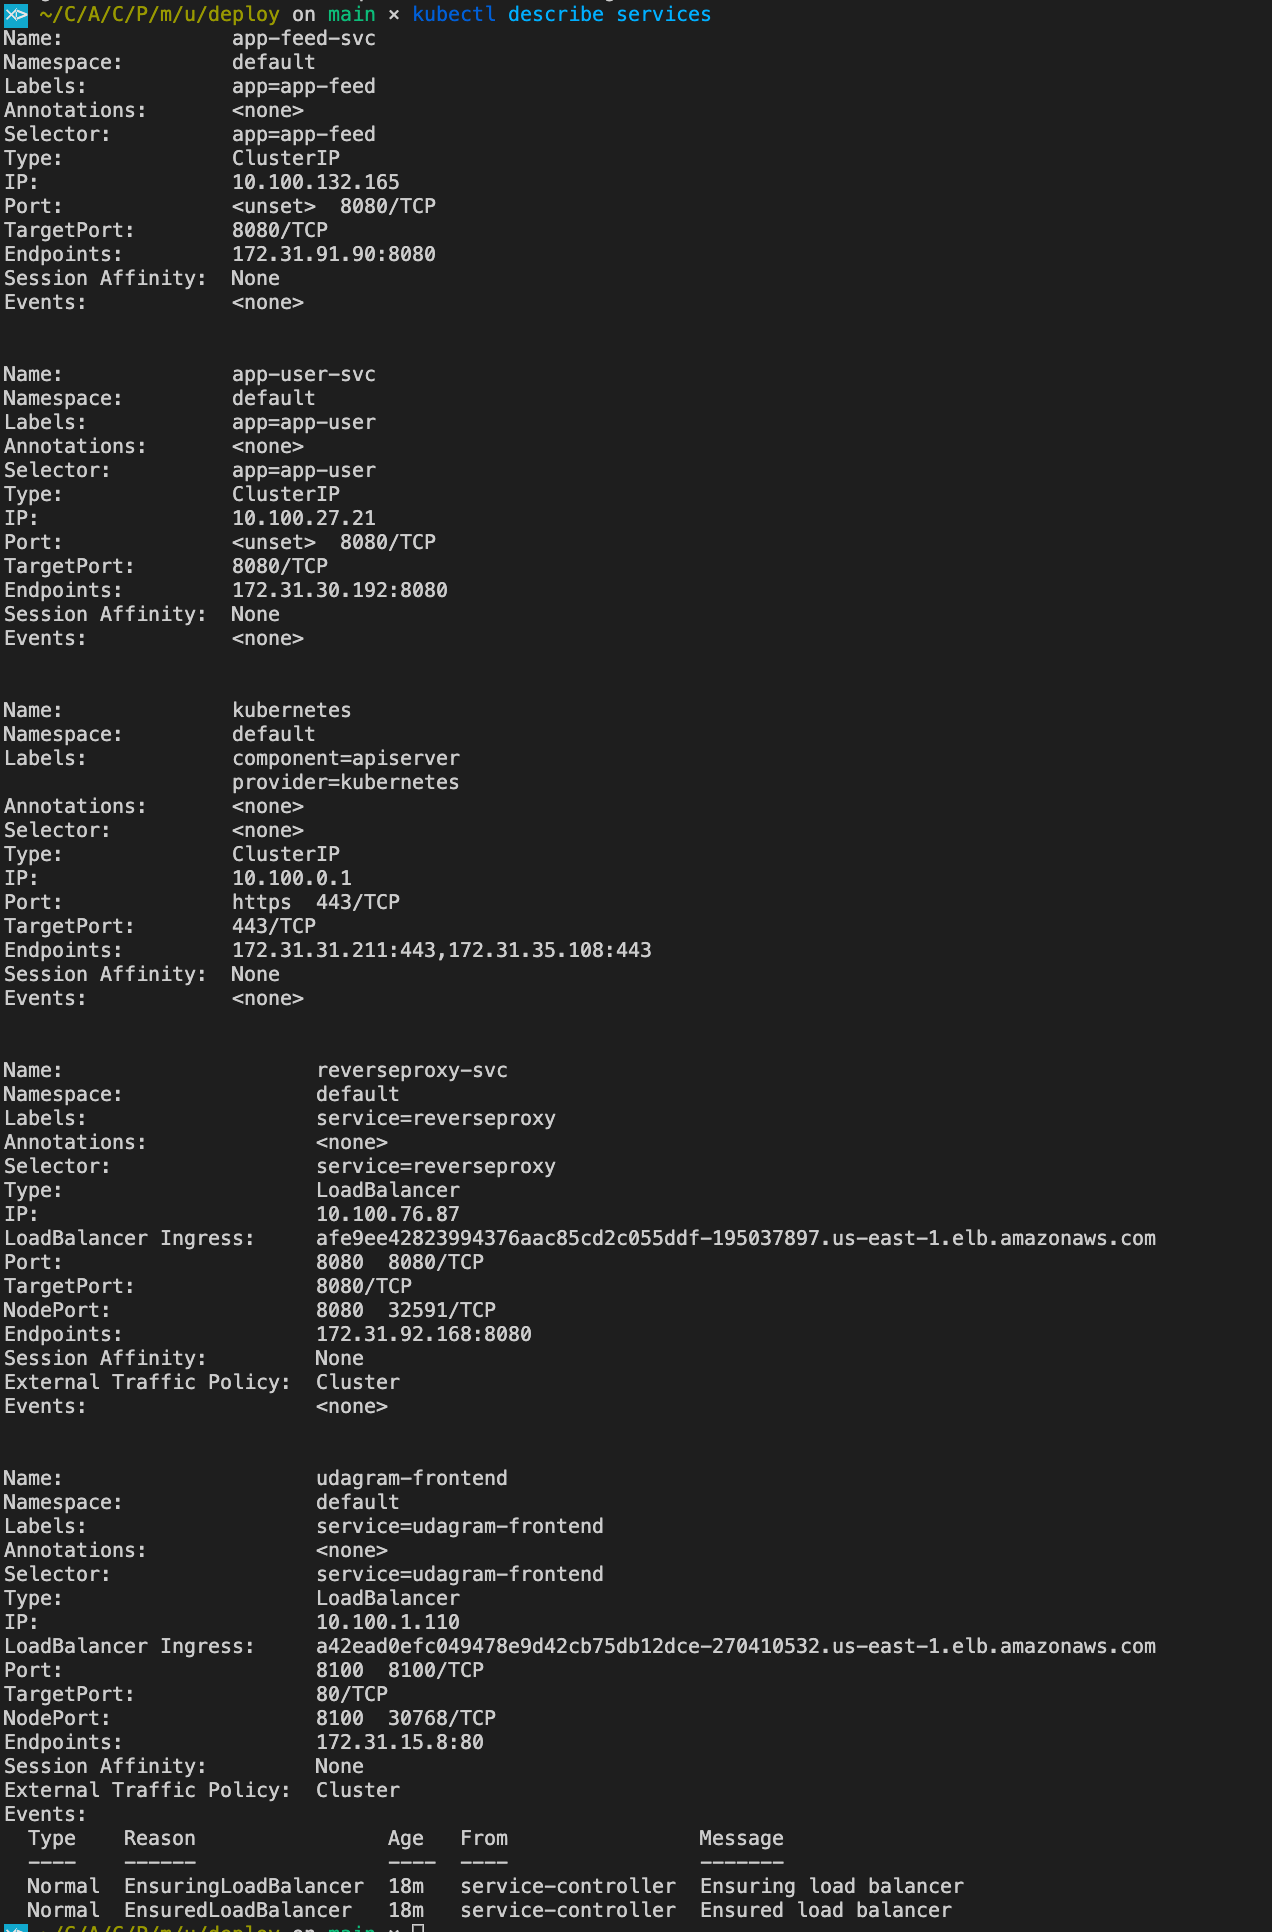 ~/C/A/C/P/m/u/deploy on main × kubectl describe services
Name: app-feed-svc
Namespace: default
Labels: app=app-feed
Annotations: <none>
Selector: app=app-feed
Type: ClusterIP
IP: 10.100.132.165
Port: <unset> 8080/TCP
TargetPort: 8080/TCP
Endpoints: 172.31.91.90:8080
Session Affinity: None
Events: <none>
Name: app-user-svc
Namespace: default
Labels: app=app-user
Annotations: <none>
Selector: app=app-user
Type: ClusterIP
IP: 10.100.27.21
Port: <unset> 8080/TCP
TargetPort: 8080/TCP
Endpoints: 172.31.30.192:8080
Session Affinity: None
Events: <none>
Name: kubernetes
Namespace: default
Labels: component=apiserver
provider=kubernetes
Annotations: <none>
Selector: <none>
Type: ClusterIP
IP: 10.100.0.1
Port: https 443/TCP
TargetPort: 443/TCP
Endpoints: 172.31.31.211:443,172.31.35.108:443
Session Affinity: None
Events: <none>
Name: reverseproxy-svc
Namespace: default
Labels: service=reverseproxy
Annotations: <none>
Selector: service=reverseproxy
Type: LoadBalancer
IP: 10.100.76.87
LoadBalancer Ingress: afe9ee42823994376aac85cd2c055ddf-195037897.us-east-1.elb.amazonaws.com
Port: 8080 8080/TCP
TargetPort: 8080/TCP
NodePort: 8080 32591/TCP
Endpoints: 172.31.92.168:8080
Session Affinity: None
External Traffic Policy: Cluster
Events: <none>
Name: udagram-frontend
Namespace: default
Labels: service=udagram-frontend
Annotations: <none>
Selector: service=udagram-frontend
Type: LoadBalancer
IP: 10.100.1.110
LoadBalancer Ingress: a42ead0efc049478e9d42cb75db12dce-270410532.us-east-1.elb.amazonaws.com
Port: 8100 8100/TCP
TargetPort: 80/TCP
NodePort: 8100 30768/TCP
Endpoints: 172.31.15.8:80
Session Affinity: None
External Traffic Policy: Cluster
Events:
Type Reason Age From Message
---- ------ ---- ---- -------
Normal EnsuringLoadBalancer 18m service-controller Ensuring load balancer
Normal EnsuredLoadBalancer 18m service-controller Ensured load balancer
~/C/A/C/P/m/u/deploy on main ×